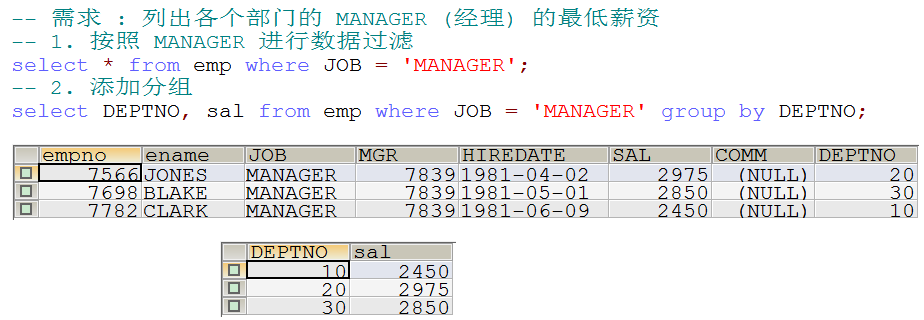 -- 需求 : 列出各个部门的 MANAGER (经理) 的最低薪资
-- 1. 按照 MANAGER 进行数据过滤
select * from emp where JOB = 'MANAGER';
-- 2. 添加分组
select DEPTNO, sal from emp where JOB = 'MANAGER' group by DEPTNO;
empno ename JOB MGR HIREDATE SAL COMM DEPTNO
7566 JONES MANAGER 7839 1981-04-02 2975 (NULL) 20
7698 BLAKE MANAGER 7839 1981-05-01 2850 (NULL) 30
7782 CLARK MANAGER 7839 1981-06-09 2450 (NULL) 10
DEPTNO sal
10 2450
20 2975
30 2850